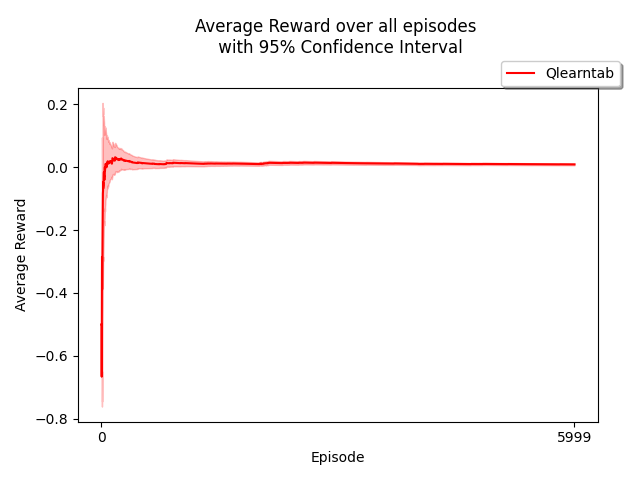 Average Reward over all episodes
with 95% Confidence Interval
Qlearntab
0.2
0.0
−0.2
−0.4
−0.6
−0.8
Average Reward
0
5999
Episode